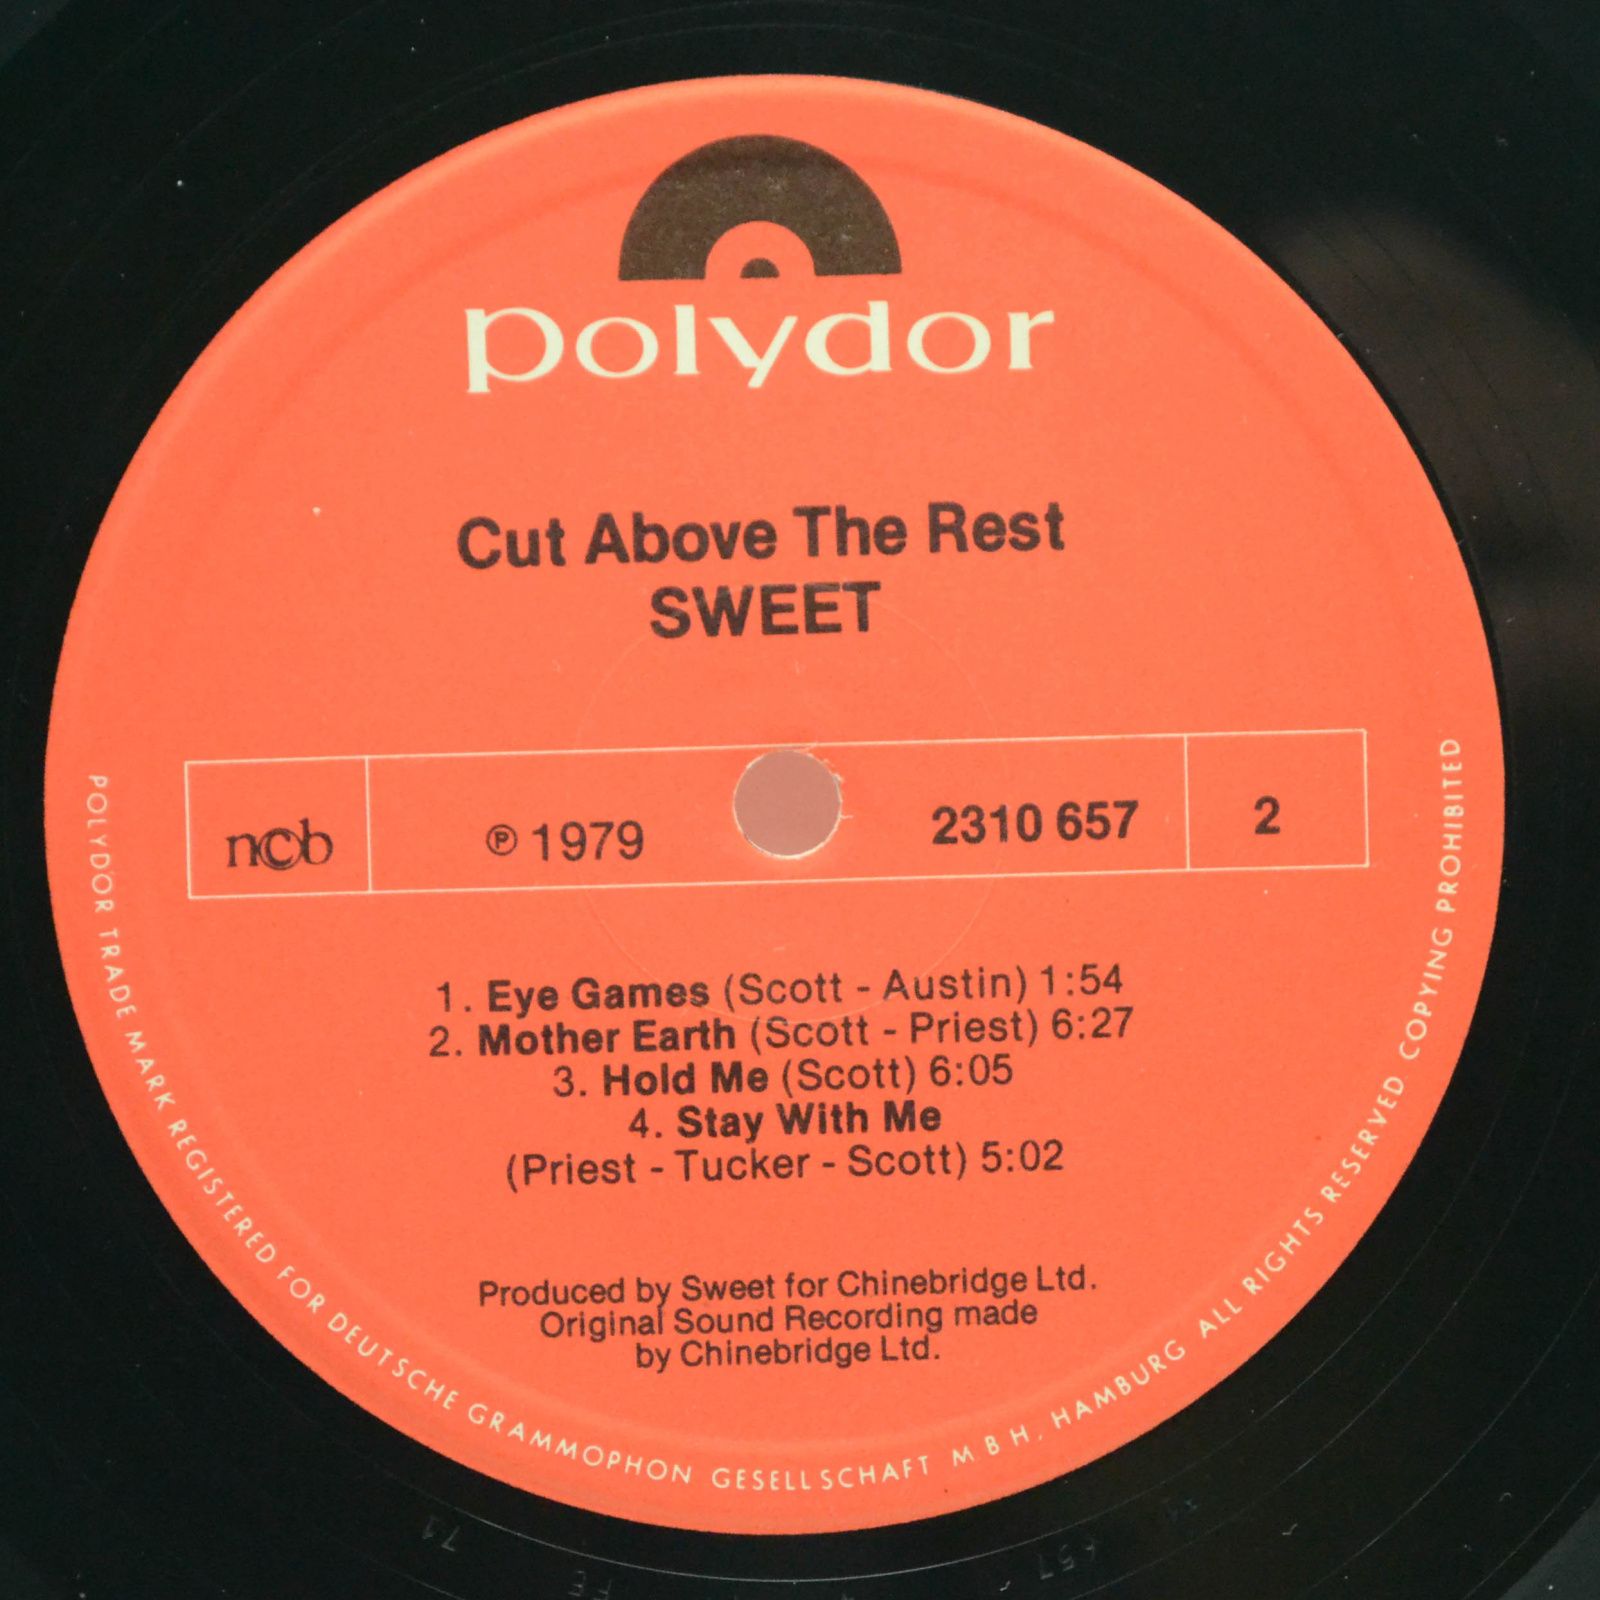 polydor
Cut Above The Rest
SWEET
ncb
℗ 1979
2310 657
2
1. Eye Games (Scott - Austin) 1:54
2. Mother Earth (Scott - Priest) 6:27
3. Hold Me (Scott) 6:05
4. Stay With Me
(Priest - Tucker - Scott) 5:02
Produced by Sweet for Chinebridge Ltd.
Original Sound Recording made
by Chinebridge Ltd.
POLYDOR TRADE MARK REGISTERED FOR DEUTSCHE GRAMMOPHON GESELLSCHAFT M B H, HAMBURG ALL RIGHTS RESERVED COPYING PROHIBITED
657